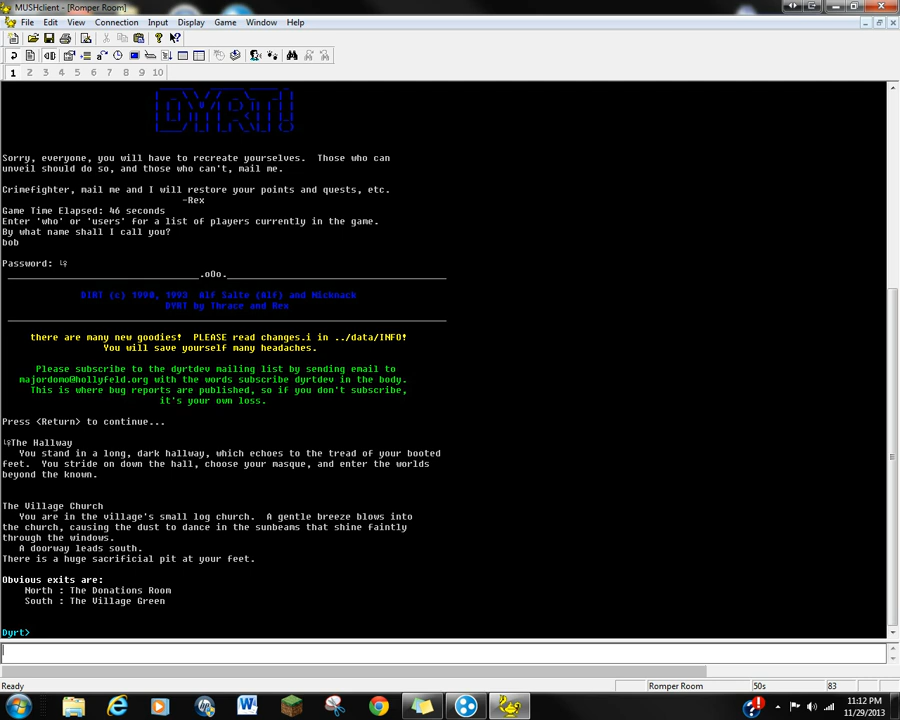 MUSHclient - [Romper Room]
File Edit View Connection Input Display Game Window Help
1 2 3 4 5 6 7 8 9 10
DYRT!
Sorry, everyone, you will have to recreate yourselves. Those who can
unveil should do so, and those who can't, mail me.
Crimefighter, mail me and I will restore your points and quests, etc.
-Rex
Game Time Elapsed: 46 seconds
Enter 'who' or 'users' for a list of players currently in the game.
By what name shall I call you?
bob
Password:
.oOo.
DIRT (c) 1990, 1993 Alf Salte (Alf) and Nicknack
DYRT by Thrace and Rex
there are many new goodies! PLEASE read changes.i in ../data/INFO!
You will save yourself many headaches.
Please subscribe to the dyrtdev mailing list by sending email to
majordomo@hollyfeld.org with the words subscribe dyrtdev in the body.
This is where bug reports are published, so if you don't subscribe,
it's your own loss.
Press <Return> to continue...
The Hallway
You stand in a long, dark hallway, which echoes to the tread of your booted
feet. You stride on down the hall, choose your masque, and enter the worlds
beyond the known.
The Village Church
You are in the village's small log church. A gentle breeze blows into
the church, causing the dust to dance in the sunbeams that shine faintly
through the windows.
A doorway leads south.
There is a huge sacrificial pit at your feet.
Obvious exits are:
North : The Donations Room
South : The Village Green
Dyrt>
Ready
Romper Room 50s 83
11:12 PM
11/29/2013